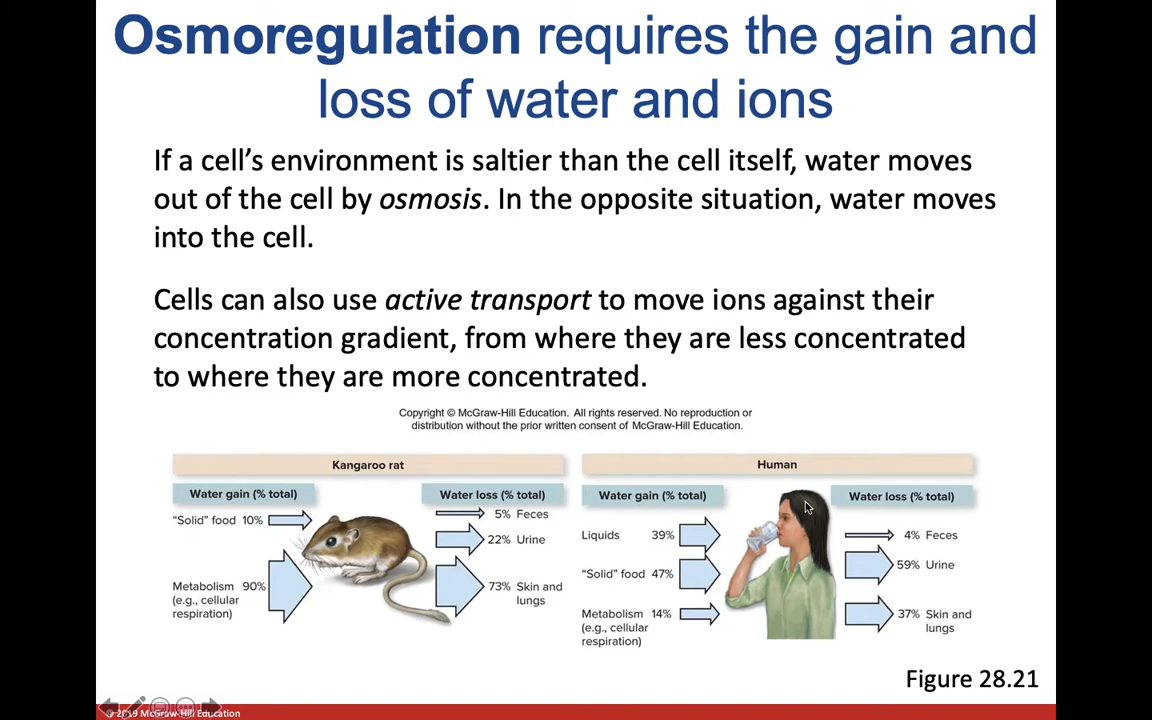 Osmoregulation requires the gain and
loss of water and ions
If a cell's environment is saltier than the cell itself, water moves
out of the cell by osmosis. In the opposite situation, water moves
into the cell.
Cells can also use active transport to move ions against their
concentration gradient, from where they are less concentrated
to where they are more concentrated.
Copyright © McGraw-Hill Education. All rights reserved. No reproduction or
distribution without the prior written consent of McGraw-Hill Education.
Kangaroo rat
Water gain (% total)
Water loss (% total)
"Solid" food 10%
Metabolism 90%
(e.g., cellular
respiration)
5% Feces
22% Urine
73% Skin and
lungs
Human
Water gain (% total)
Water loss (% total)
Liquids 39%
"Solid" food 47%
Metabolism 14%
(e.g., cellular
respiration)
4% Feces
59% Urine
37% Skin and
lungs
Figure 28.21
© 2019 McGraw-Hill Education